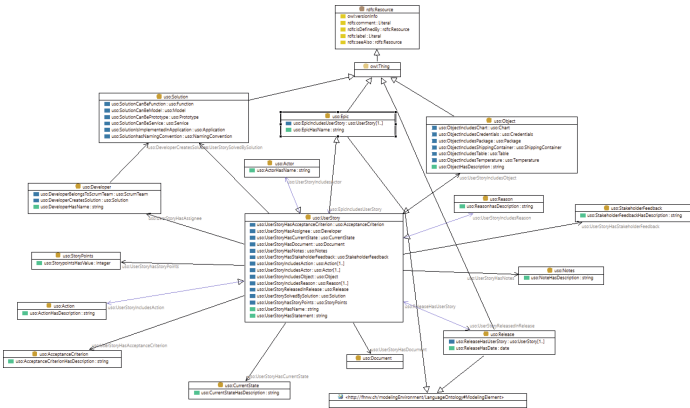 rdfs:Resource
owl:versionInfo
rdfs:comment : Literal
rdfs:isDefinedBy : rdfs:Resource
rdfs:label : Literal
rdfs:seeAlso : rdfs:Resource
owl:Thing
uso:Solution
uso:SolutionCanBeFunction : uso:Function
uso:SolutionCanBeModel : uso:Model
uso:SolutionCanBePrototype : uso:Prototype
uso:SolutionCanBeService : uso:Service
uso:SolutionIsImplementedInApplication : uso:Application
uso:SolutionHasNamingConvention : uso:NamingConvention
uso:Epic
uso:EpicIncludesUserStory : uso:UserStory[1..]
uso:EpicHasName : string
uso:Object
uso:ObjectIncludesChart : uso:Chart
uso:ObjectIncludesCredentials : uso:Credentials
uso:ObjectIncludesPackage : uso:Package
uso:ObjectIncludesShippingContainer : uso:ShippingContainer
uso:ObjectIncludesTable : uso:Table
uso:ObjectIncludesTemperature : uso:Temperature
uso:ObjectHasDescription : string
uso:UserStorySolvedBySolution
uso:Actor
uso:ActorHasName : string
uso:UserStoryIncludesActor
uso:UserStoryIncludesObject
uso:Developer
uso:DeveloperBelongsToScrumTeam : uso:ScrumTeam
uso:DeveloperCreatesSolution : uso:Solution
uso:DeveloperHasName : string
uso:UserStoryHasAssignee
uso:EpicIncludesUserStory
uso:Reason
uso:ReasonHasDescription : string
uso:UserStoryIncludesReason
uso:StakeholderFeedback
uso:StakeholderFeedbackHasDescription : string
uso:UserStoryHasStakeholderFeedback
uso:UserStory
uso:UserStoryHasAcceptanceCriterion : uso:AcceptanceCriterion
uso:UserStoryHasAssignee : uso:Developer
uso:UserStoryHasCurrentState : uso:CurrentState
uso:UserStoryHasDocument : uso:Document
uso:UserStoryHasNotes : uso:Notes
uso:UserStoryHasStakeholderFeedback : uso:StakeholderFeedback
uso:UserStoryIncludesAction : uso:Action[1..]
uso:UserStoryIncludesActor : uso:Actor[1..]
uso:UserStoryIncludesObject : uso:Object
uso:UserStoryIncludesReason : uso:Reason[1..]
uso:UserStoryReleasedInRelease : uso:Release
uso:UserStorySolvedBySolution : uso:Solution
uso:UserStoryhasStoryPoints : uso:StoryPoints
uso:UserStoryHasName : string
uso:UserStoryHasStatement : string
uso:StoryPoints
uso:StorypointsHasValue : integer
uso:UserStoryHasStoryPoint
uso:Notes
uso:NoteHasDescription : string
uso:UserStoryHasNotes
uso:Action
uso:ActionHasDescription : string
uso:UserStoryIncludesAction
uso:ReleaseHasUserStory
uso:UserStoryReleasedInRelease
uso:Release
uso:ReleaseHasUserStory : uso:UserStory[1..]
uso:ReleaseHasDate : date
uso:UserStoryHasAcceptanceCriterion
uso:AcceptanceCriterion
uso:AcceptanceCriterionHasDescription : string
uso:UserStoryHasDocument
uso:Document
uso:UserStoryHasCurrentState
uso:CurrentState
uso:CurrentStateHasDescription : string
<http://fhnw.ch/modelingEnvironment/LanguageOntology#ModelingElement>